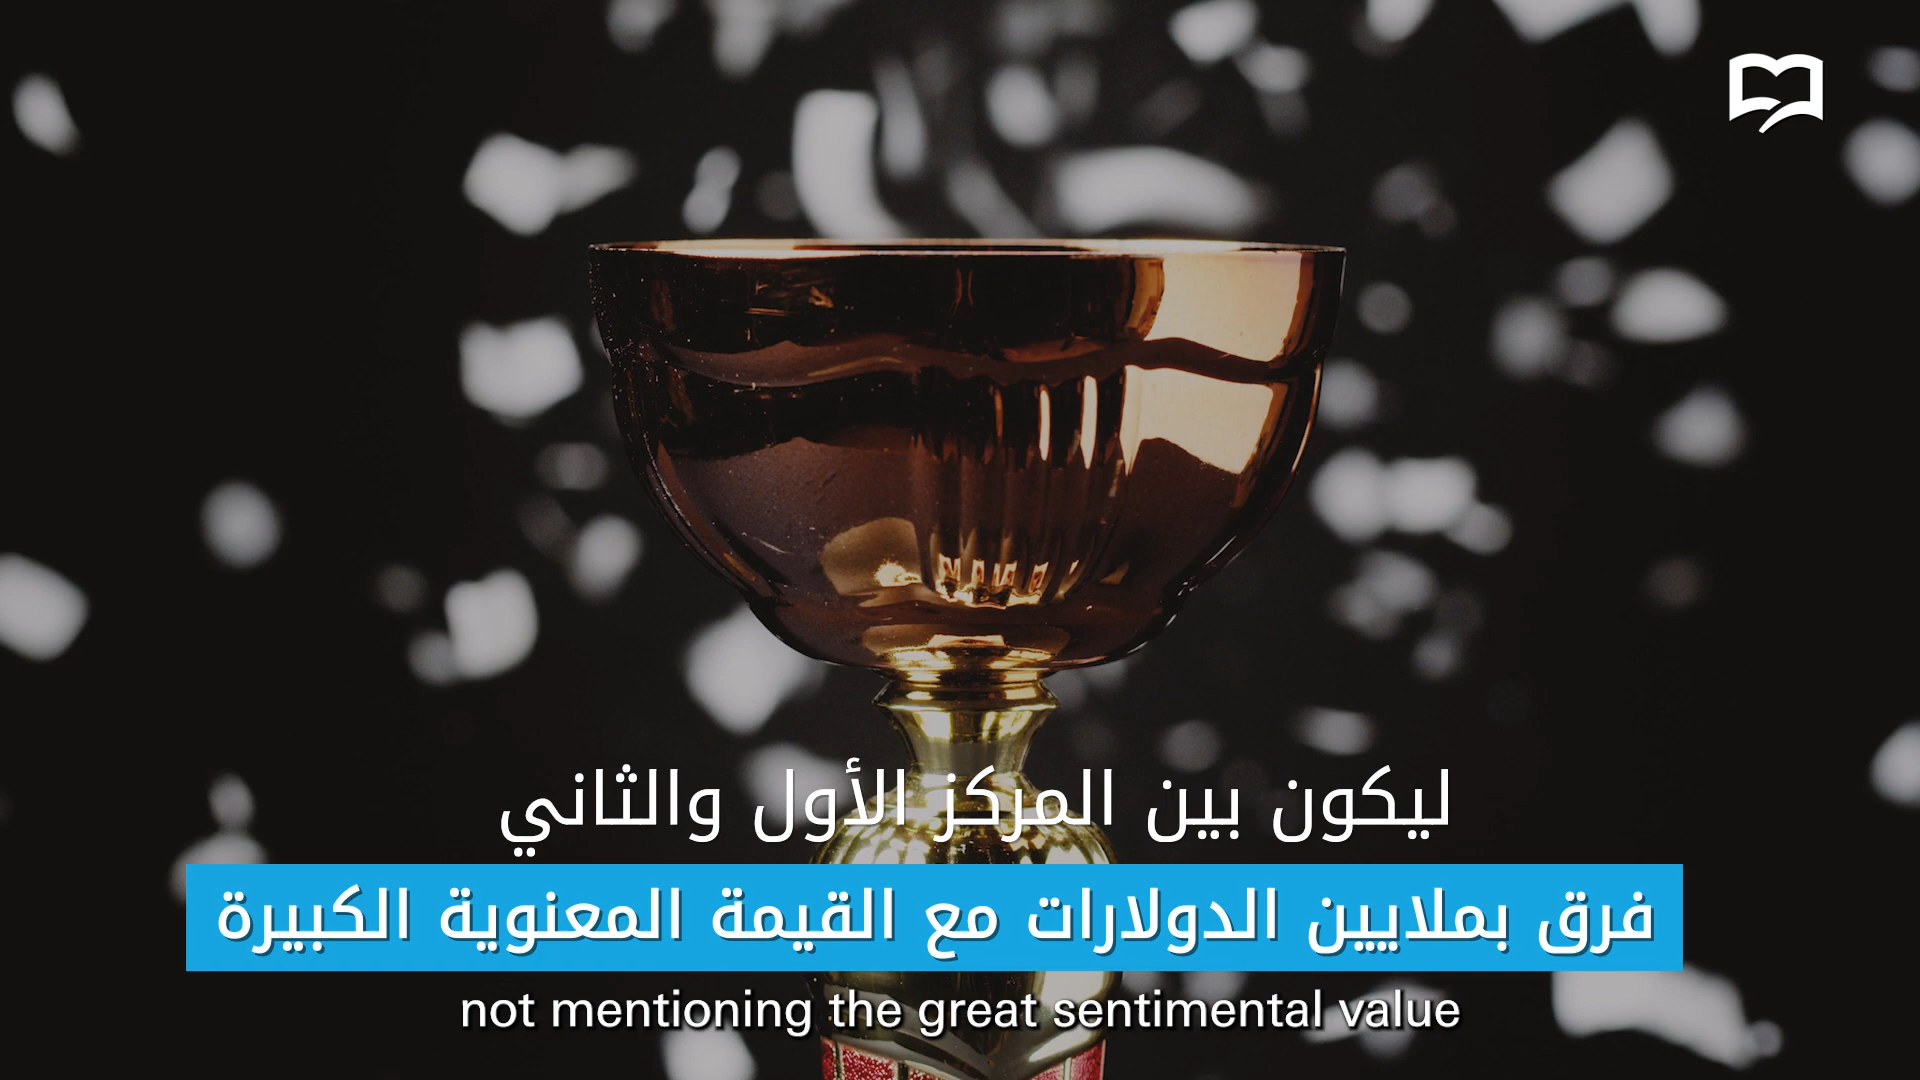 ليكون بين المركز الأول والثاني
فرق بملايين الدولارات مع القيمة المعنوية الكبيرة
not mentioning the great sentimental value